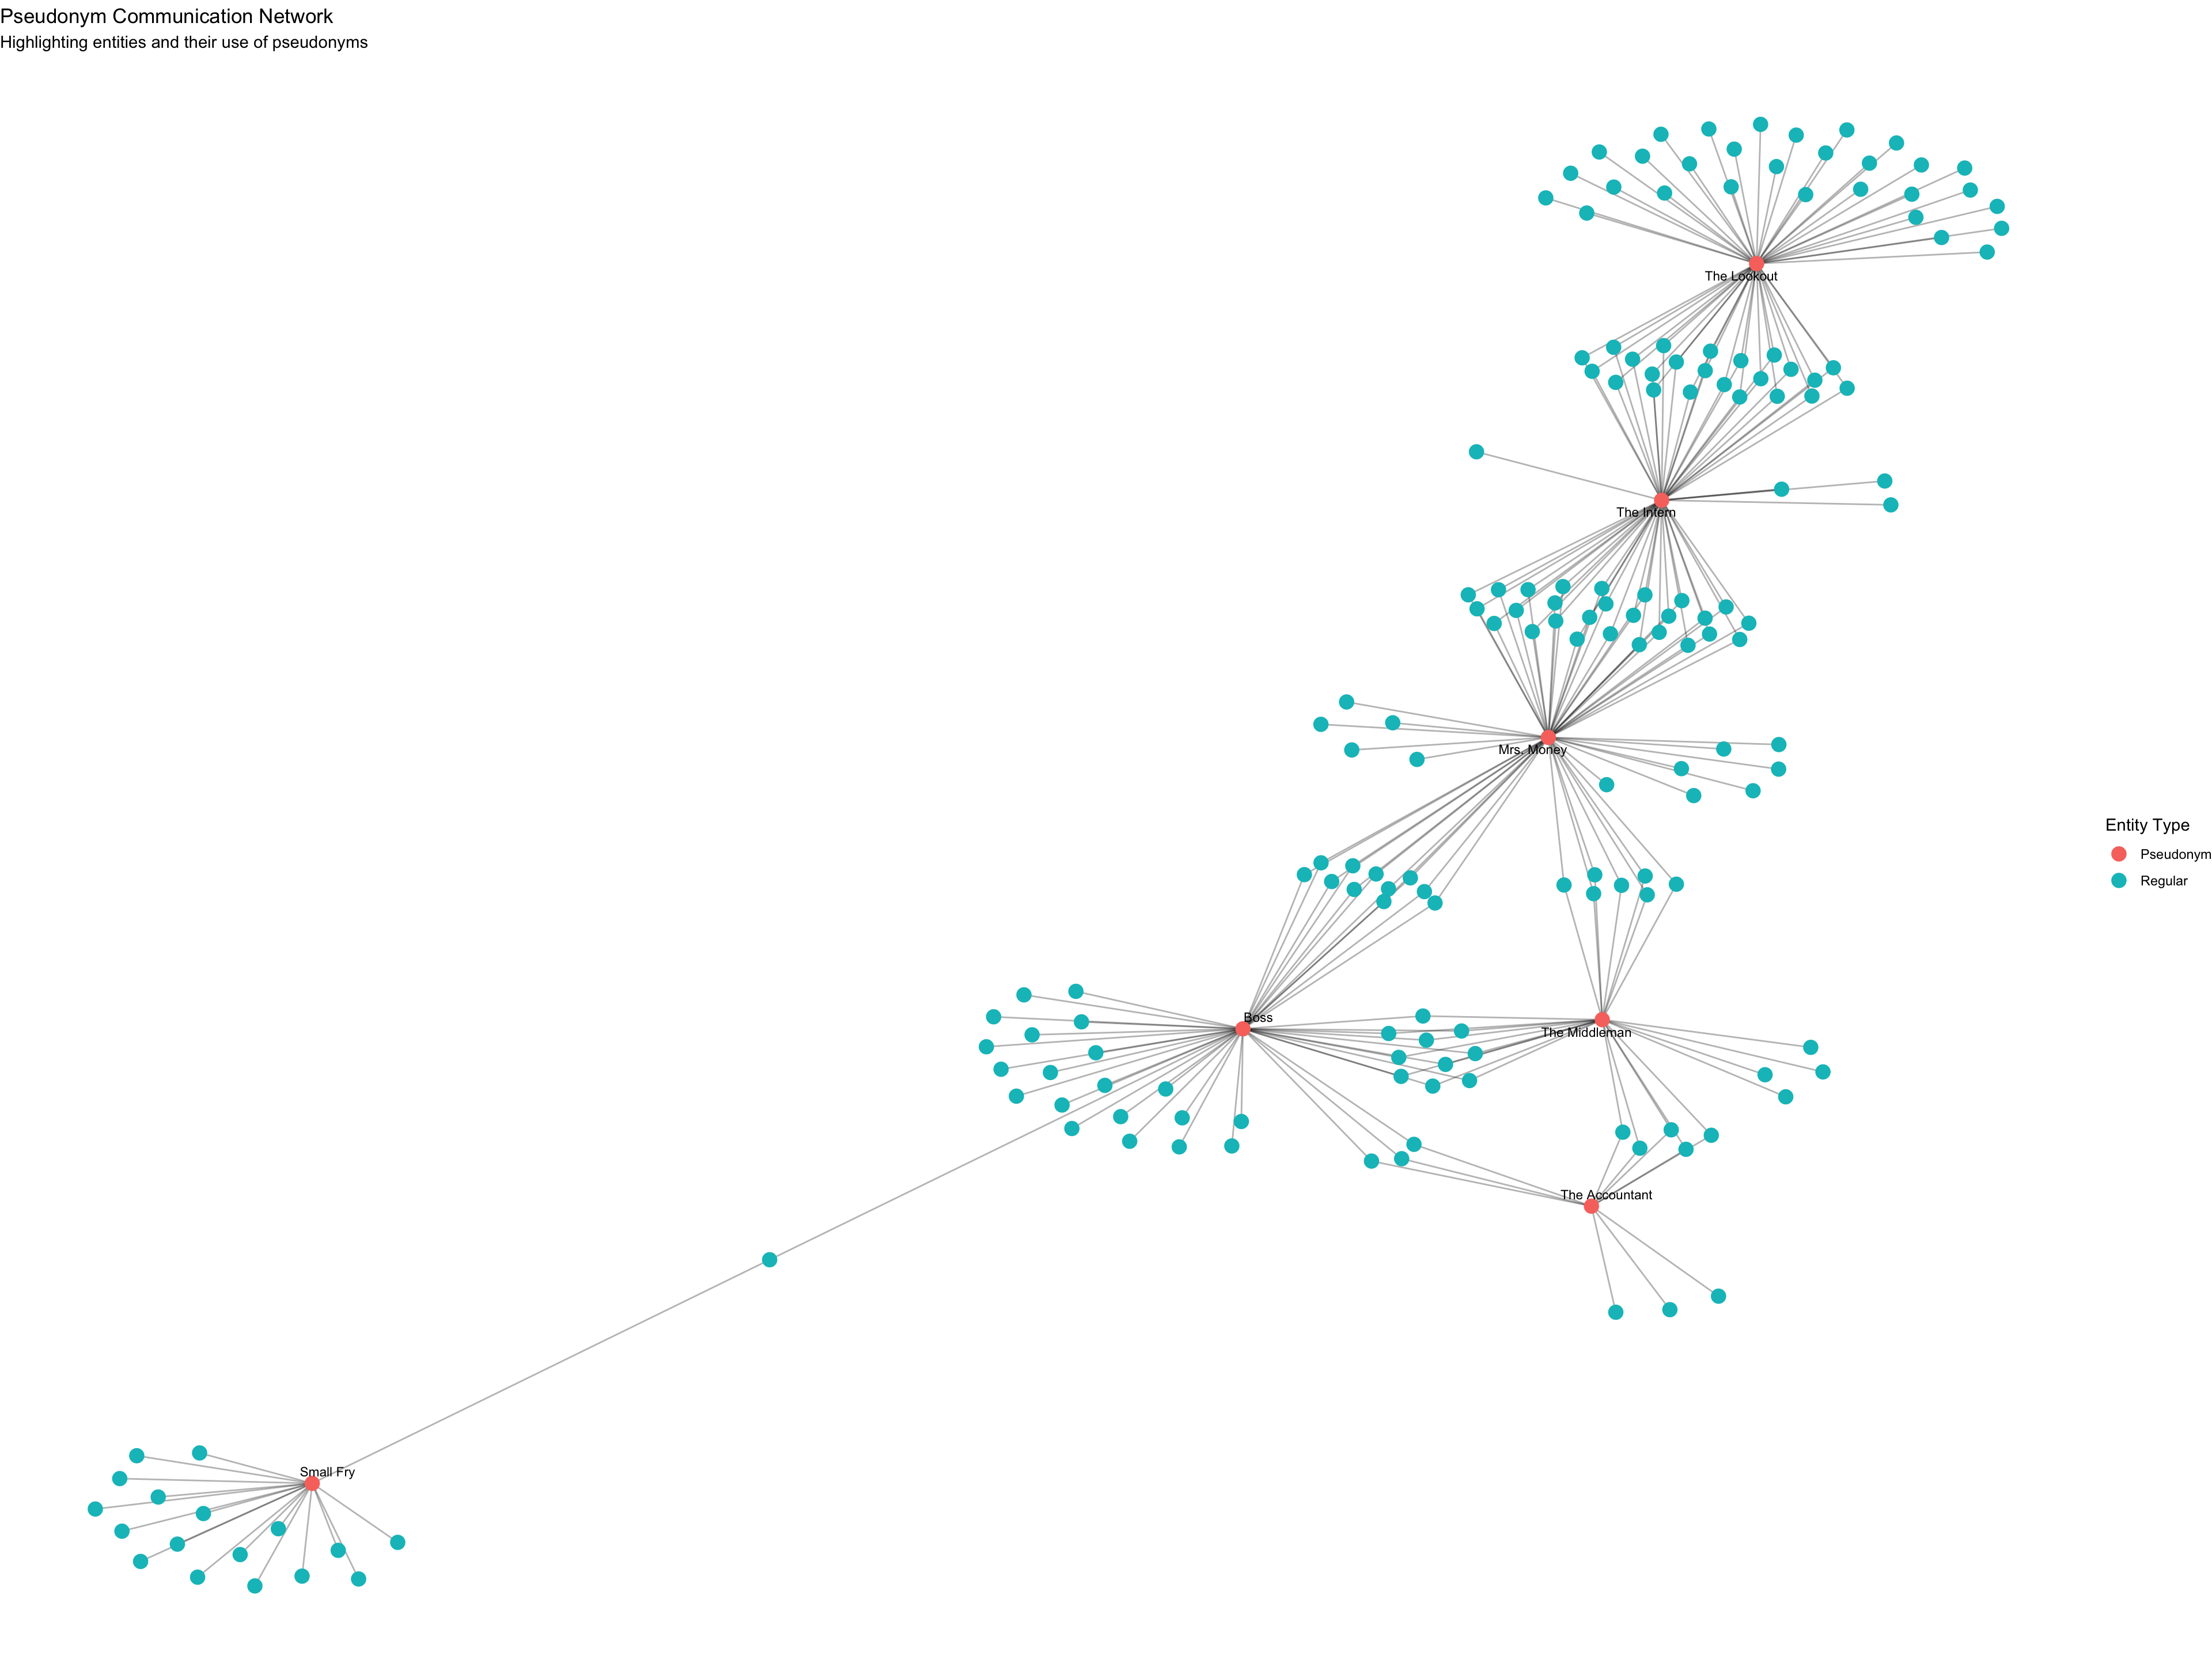 Pseudonym Communication Network
Highlighting entities and their use of pseudonyms
The Lookout
The Intern
Mrs. Money
Entity Type
Pseudonym
Regular
Boss
The Middleman
The Accountant
Small Fry